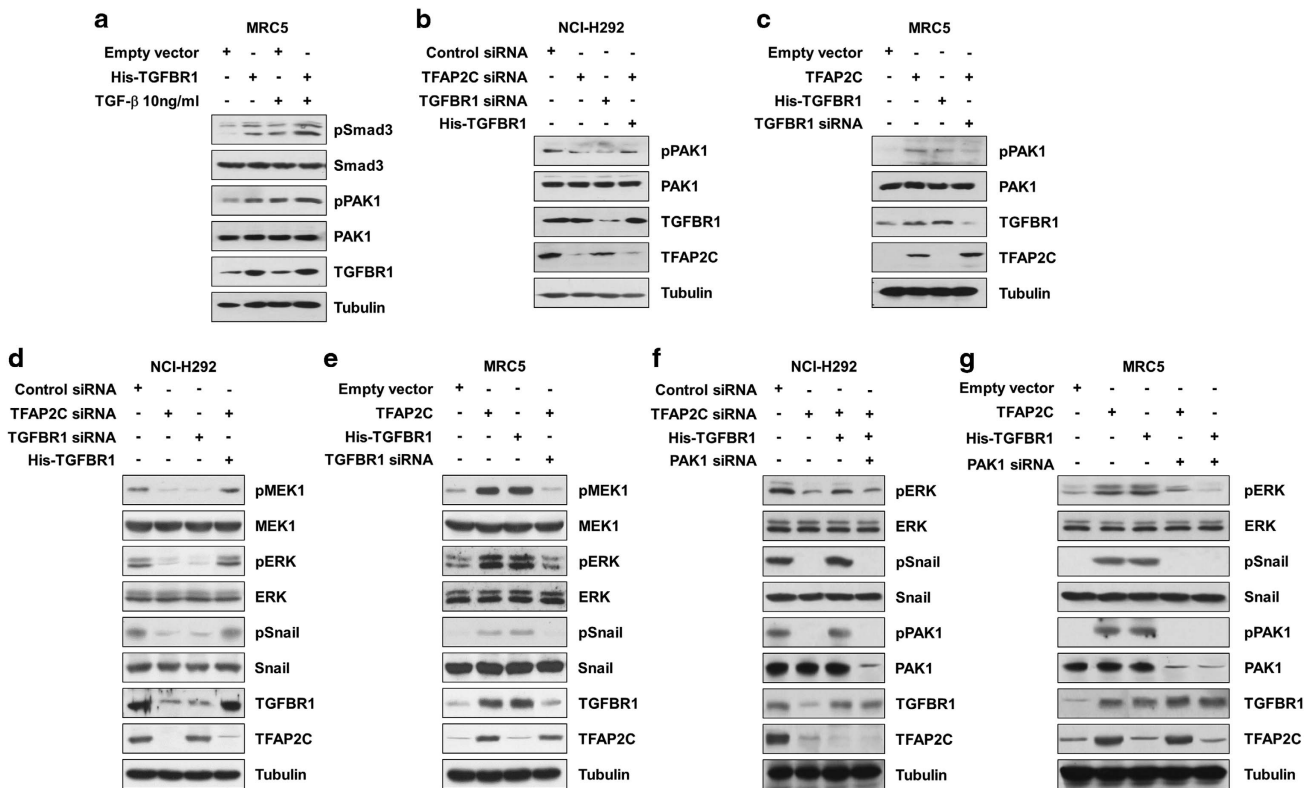 a
MRC5
Empty vector + - + -
His-TGFBR1 - + - +
TGF-β 10ng/ml - - + +
pSmad3
Smad3
pPAK1
PAK1
TGFBR1
Tubulin
b
NCI-H292
Control siRNA + - - -
TFAP2C siRNA - + - +
TGFBR1 siRNA - - + -
His-TGFBR1 - - - +
pPAK1
PAK1
TGFBR1
TFAP2C
Tubulin
c
MRC5
Empty vector + - - -
TFAP2C - + - +
His-TGFBR1 - - + -
TGFBR1 siRNA - - - +
pPAK1
PAK1
TGFBR1
TFAP2C
Tubulin
d
NCI-H292
Control siRNA + - - -
TFAP2C siRNA - + - +
TGFBR1 siRNA - - + -
His-TGFBR1 - - - +
pMEK1
MEK1
pERK
ERK
pSnail
Snail
TGFBR1
TFAP2C
Tubulin
e
MRC5
Empty vector + - - -
TFAP2C - + - +
His-TGFBR1 - - + -
TGFBR1 siRNA - - - +
pMEK1
MEK1
pERK
ERK
pSnail
Snail
TGFBR1
TFAP2C
Tubulin
f
NCI-H292
Control siRNA + - - -
TFAP2C siRNA - + + +
His-TGFBR1 - - + +
PAK1 siRNA - - - +
pERK
ERK
pSnail
Snail
pPAK1
PAK1
TGFBR1
TFAP2C
Tubulin
g
MRC5
Empty vector + - - - -
TFAP2C - + - + -
His-TGFBR1 - - + - +
PAK1 siRNA - - - + +
pERK
ERK
pSnail
Snail
pPAK1
PAK1
TGFBR1
TFAP2C
Tubulin